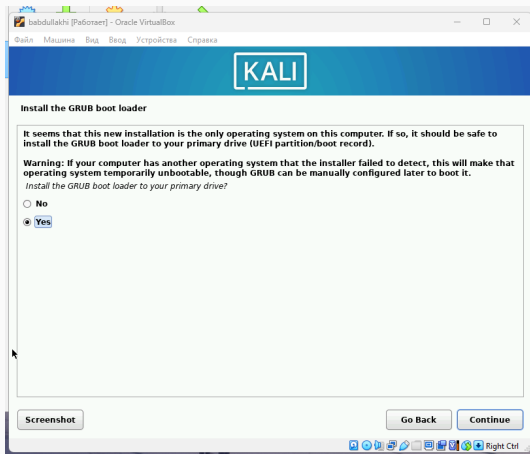 babdullakhi [Работает] - Oracle VirtualBox
Файл Машина Вид Ввод Устройства Справка
KALI
Install the GRUB boot loader
It seems that this new installation is the only operating system on this computer. If so, it should be safe to
install the GRUB boot loader to your primary drive (UEFI partition/boot record).
Warning: If your computer has another operating system that the installer failed to detect, this will make that
operating system temporarily unbootable, though GRUB can be manually configured later to boot it.
Install the GRUB boot loader to your primary drive?
No
Yes
Screenshot Go Back Continue
Right Ctrl